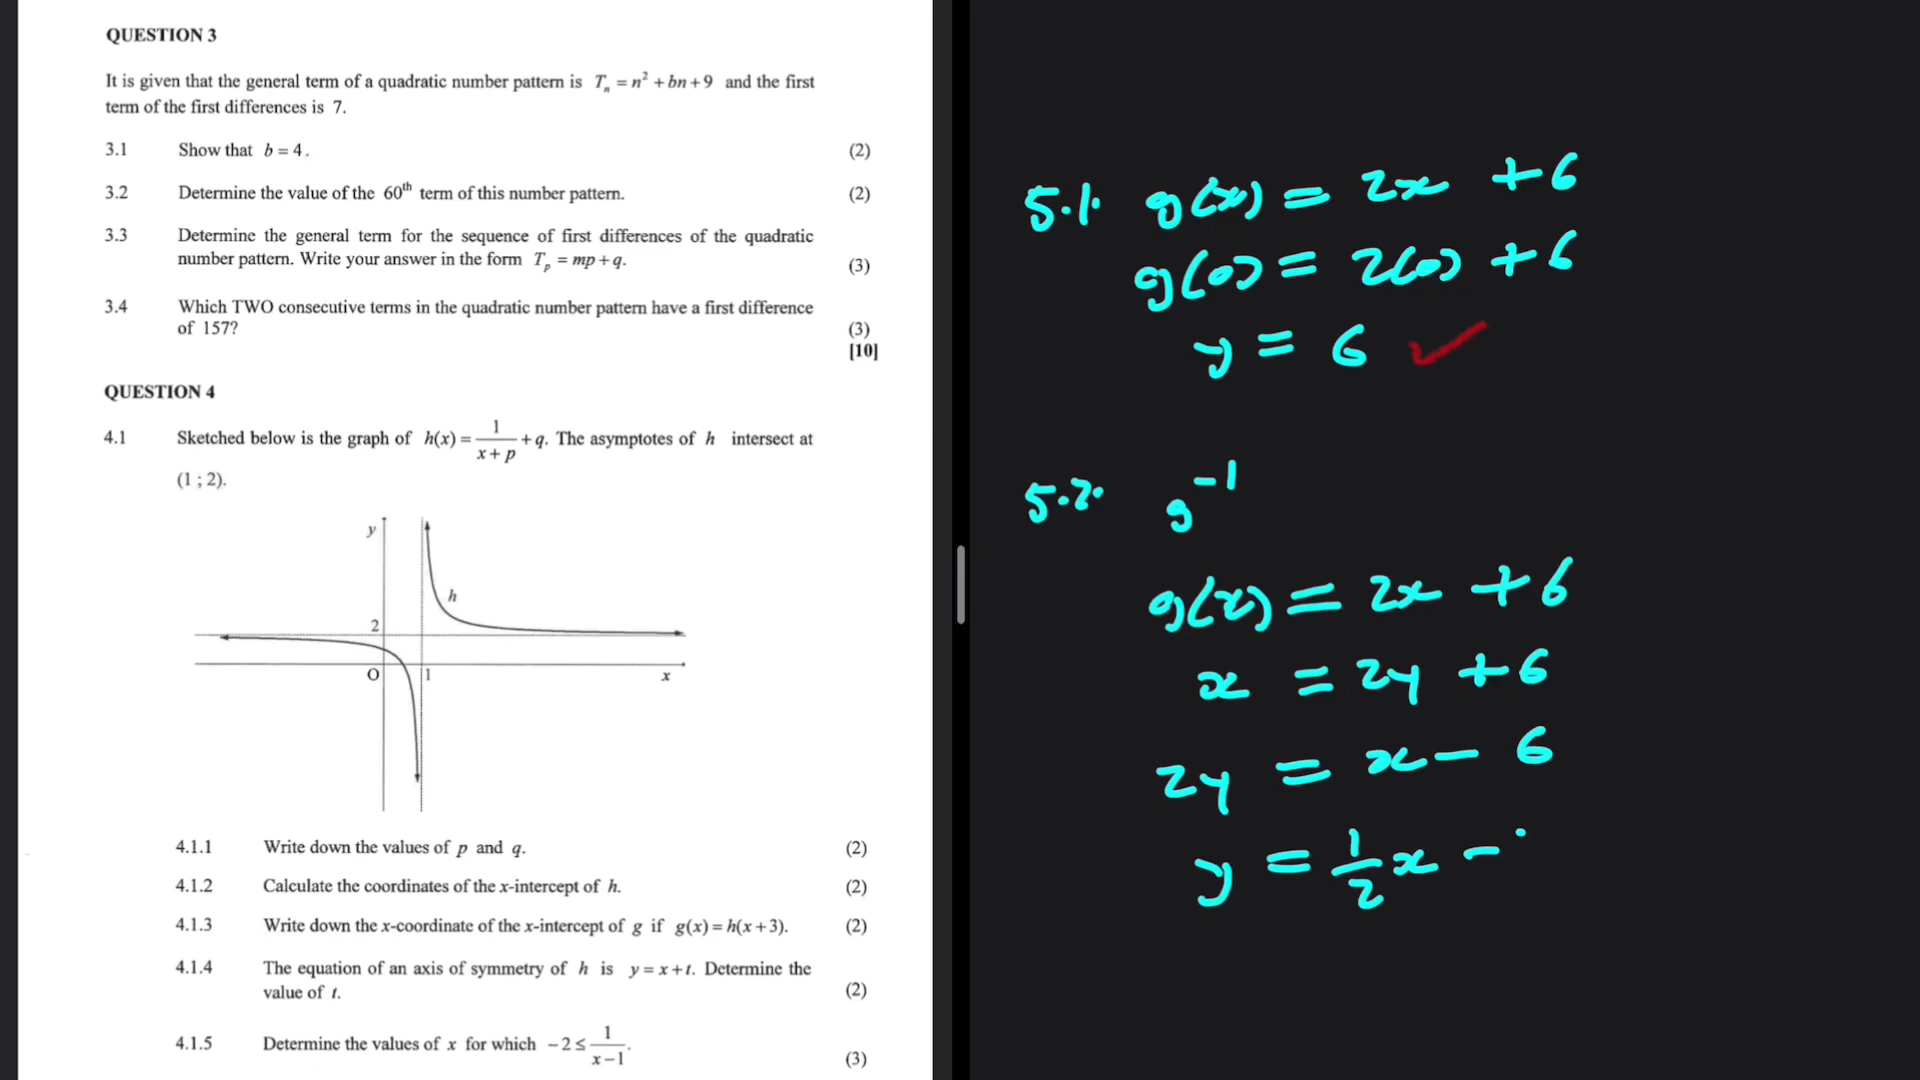 QUESTION 3
It is given that the general term of a quadratic number pattern is Tₙ = n² + bn + 9 and the first
term of the first differences is 7.
3.1 Show that b = 4. (2)
3.2 Determine the value of the 60th term of this number pattern. (2)
3.3 Determine the general term for the sequence of first differences of the quadratic
number pattern. Write your answer in the form Tₚ = mp + q. (3)
3.4 Which TWO consecutive terms in the quadratic number pattern have a first difference
of 157? (3)
[10]
QUESTION 4
4.1 Sketched below is the graph of h(x) = 1/(x + p) + q. The asymptotes of h intersect at
(1 ; 2).
y
h
2
O
1
x
4.1.1 Write down the values of p and q. (2)
4.1.2 Calculate the coordinates of the x-intercept of h. (2)
4.1.3 Write down the x-coordinate of the x-intercept of g if g(x) = h(x + 3). (2)
4.1.4 The equation of an axis of symmetry of h is y = x + t. Determine the
value of t. (2)
4.1.5 Determine the values of x for which −2 ≤ 1/(x − 1). (3)
5.1. g(x) = 2x + 6
g(0) = 2(0) + 6
y = 6 ✓
5.2. g⁻¹
g(x) = 2x + 6
x = 2y + 6
2y = x − 6
y = 1/2 x −